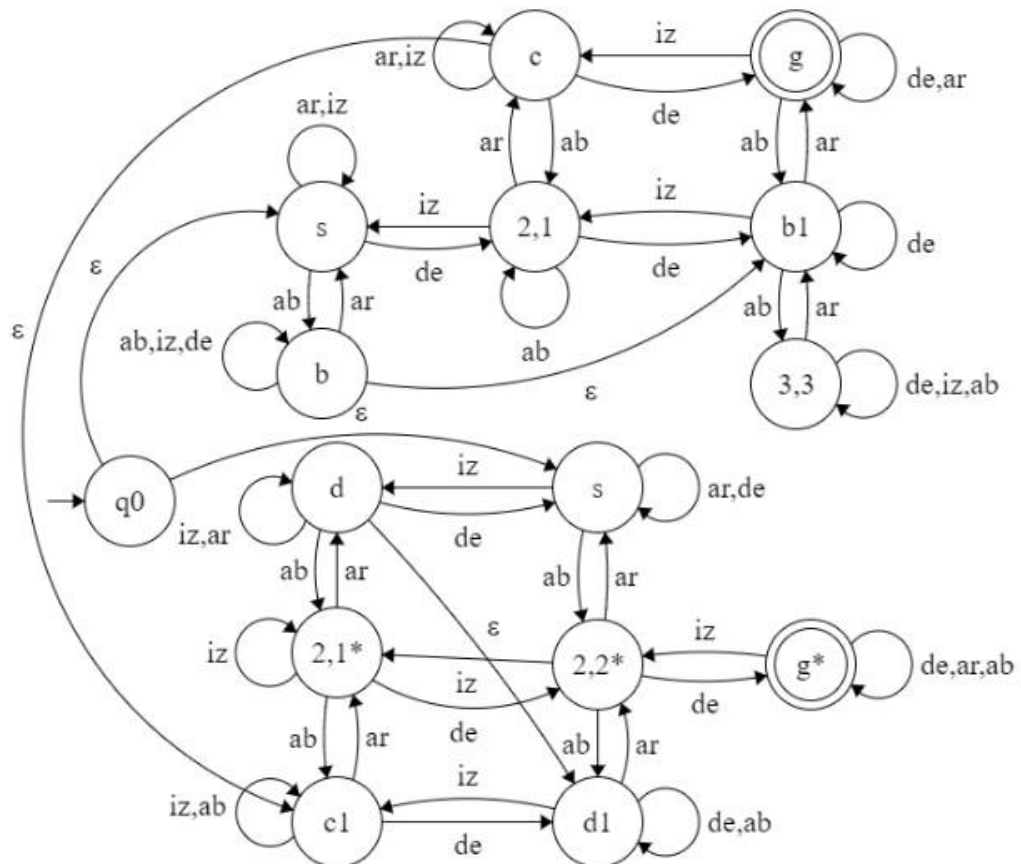 iz
ar,iz
c
g
de,ar
de
ar,iz
ar
ab
ab
ar
iz
iz
s
2,1
b1
de
ε
de
de
ab
ar
ab
ar
ε
ab,iz,de
b
ab
3,3
de,iz,ab
ε
ε
iz
d
s
ar,de
q0
iz,ar
de
ab
ar
ab
ar
ε
iz
iz
2,1*
2,2*
g*
de,ar,ab
iz
de
de
ab
ar
ab
ar
iz
iz,ab
c1
d1
de,ab
de